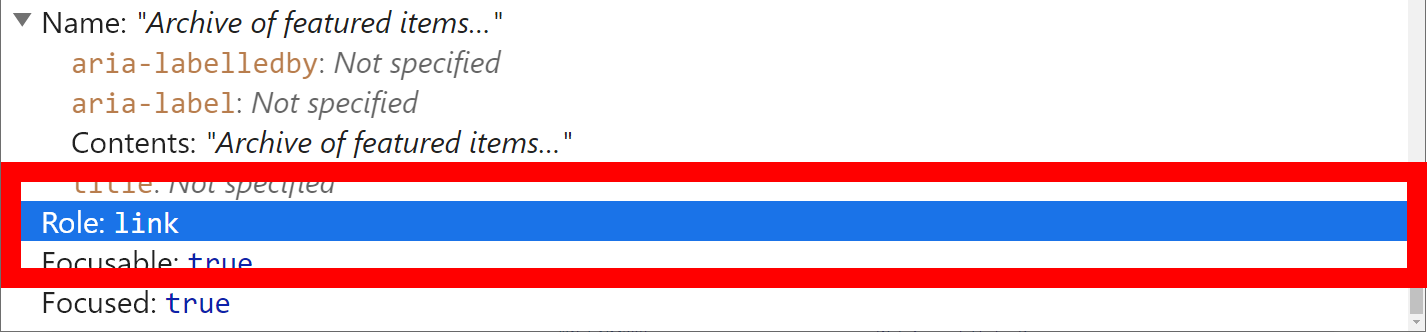 Name: "Archive of featured items..."
aria-labelledby: Not specified
aria-label: Not specified
Contents: "Archive of featured items..."
title: Not specified
Role: link
Focusable: true
Focused: true